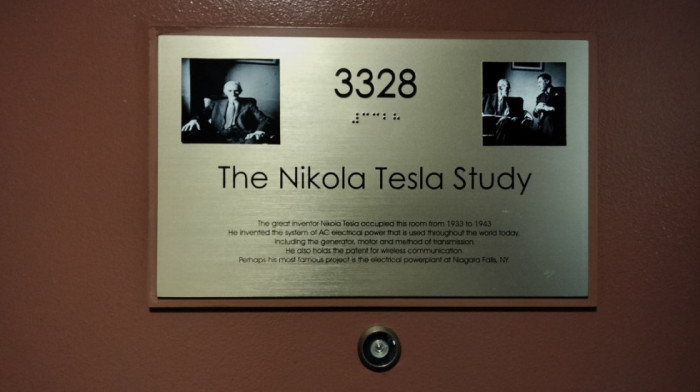 3328
⠼⠉⠉⠃⠓
The Nikola Tesla Study
The great inventor Nikola Tesla occupied this room from 1933 to 1943
He invented the system of AC electrical power that is used throughout the world today
including the generator, motor and method of transmission.
He also holds the patent for wireless communication.
Perhaps his most famous project is the electrical powerplant at Niagara Falls, NY